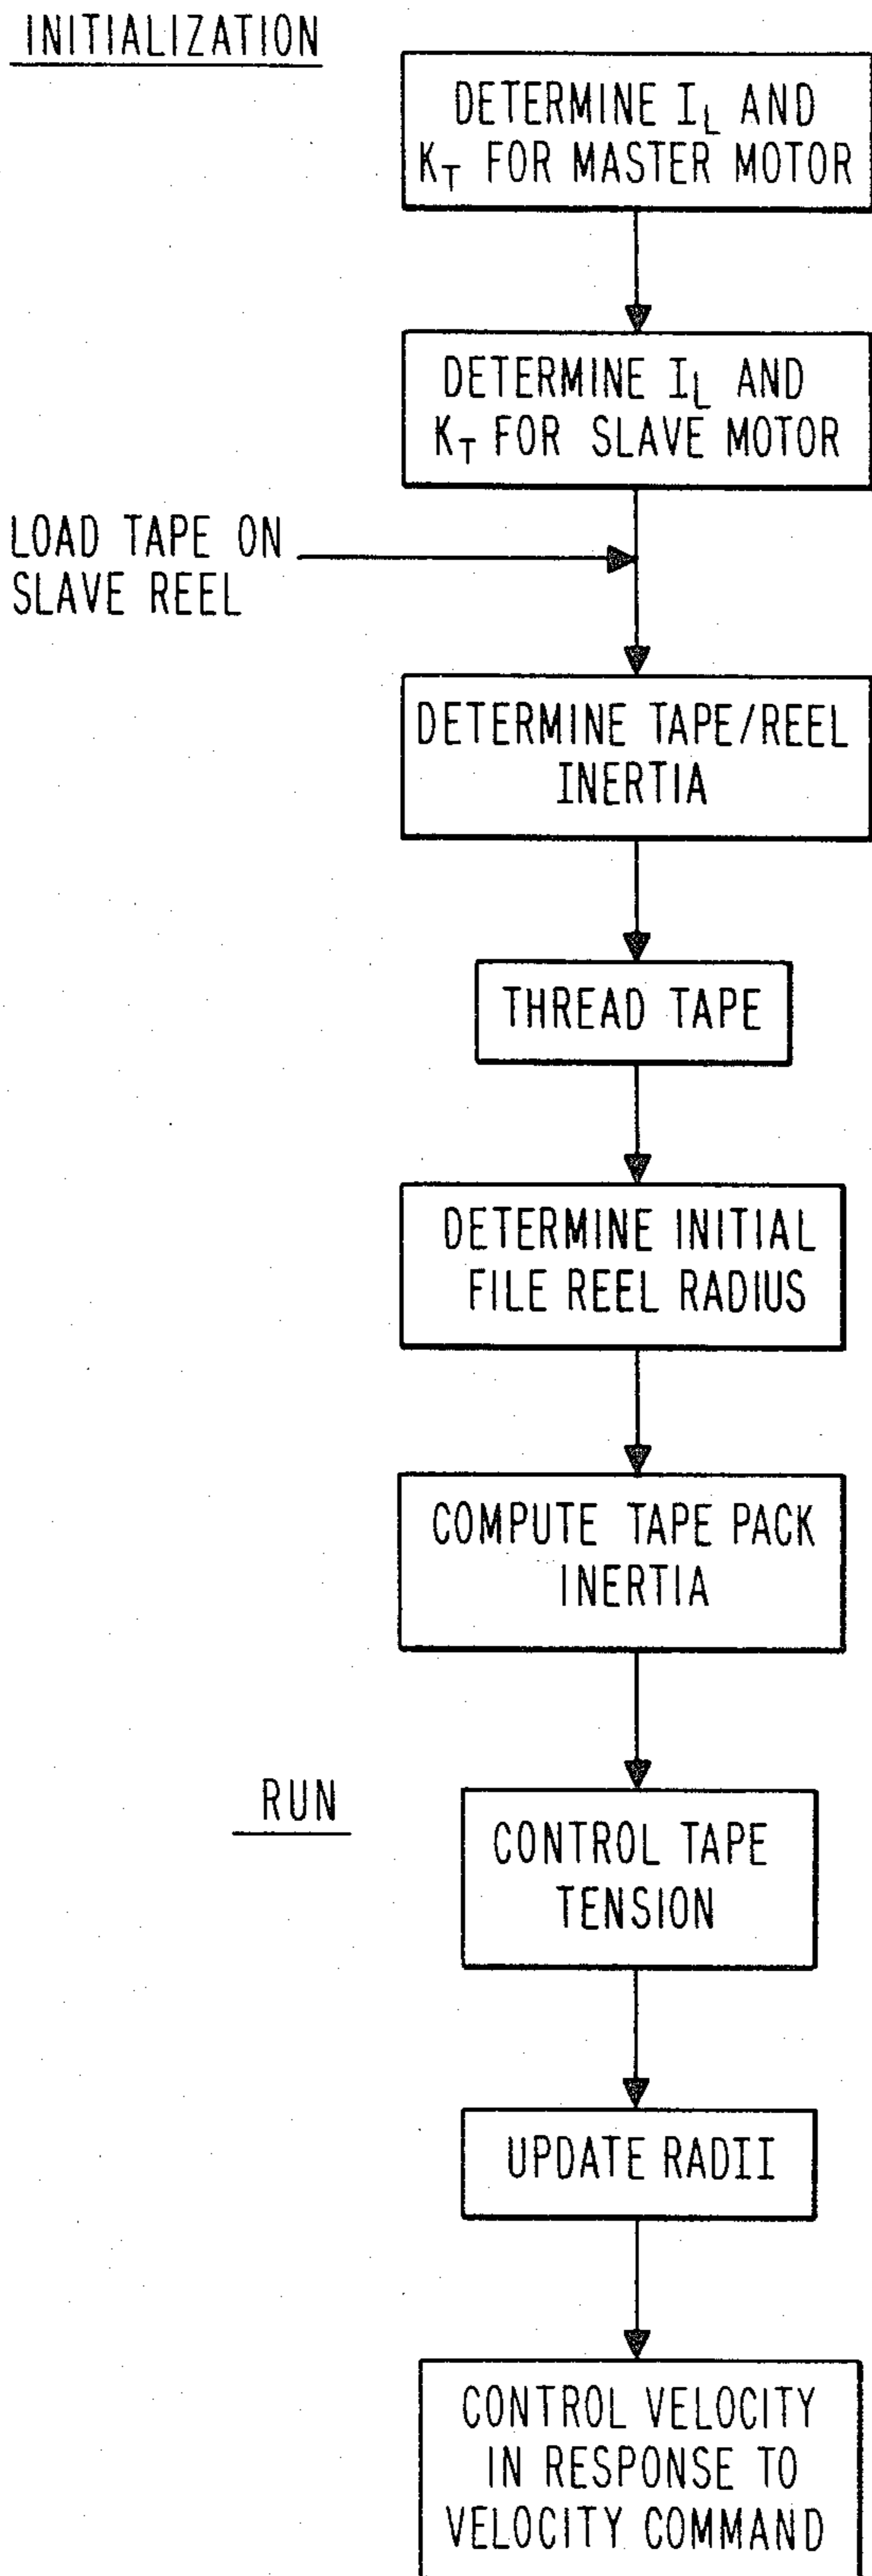 INITIALIZATION
DETERMINE I_L AND
K_T FOR MASTER MOTOR
DETERMINE I_L AND
K_T FOR SLAVE MOTOR
LOAD TAPE ON
SLAVE REEL
DETERMINE TAPE/REEL
INERTIA
THREAD TAPE
DETERMINE INITIAL
FILE REEL RADIUS
COMPUTE TAPE PACK
INERTIA
RUN
CONTROL TAPE
TENSION
UPDATE RADII
CONTROL VELOCITY
IN RESPONSE TO
VELOCITY COMMAND